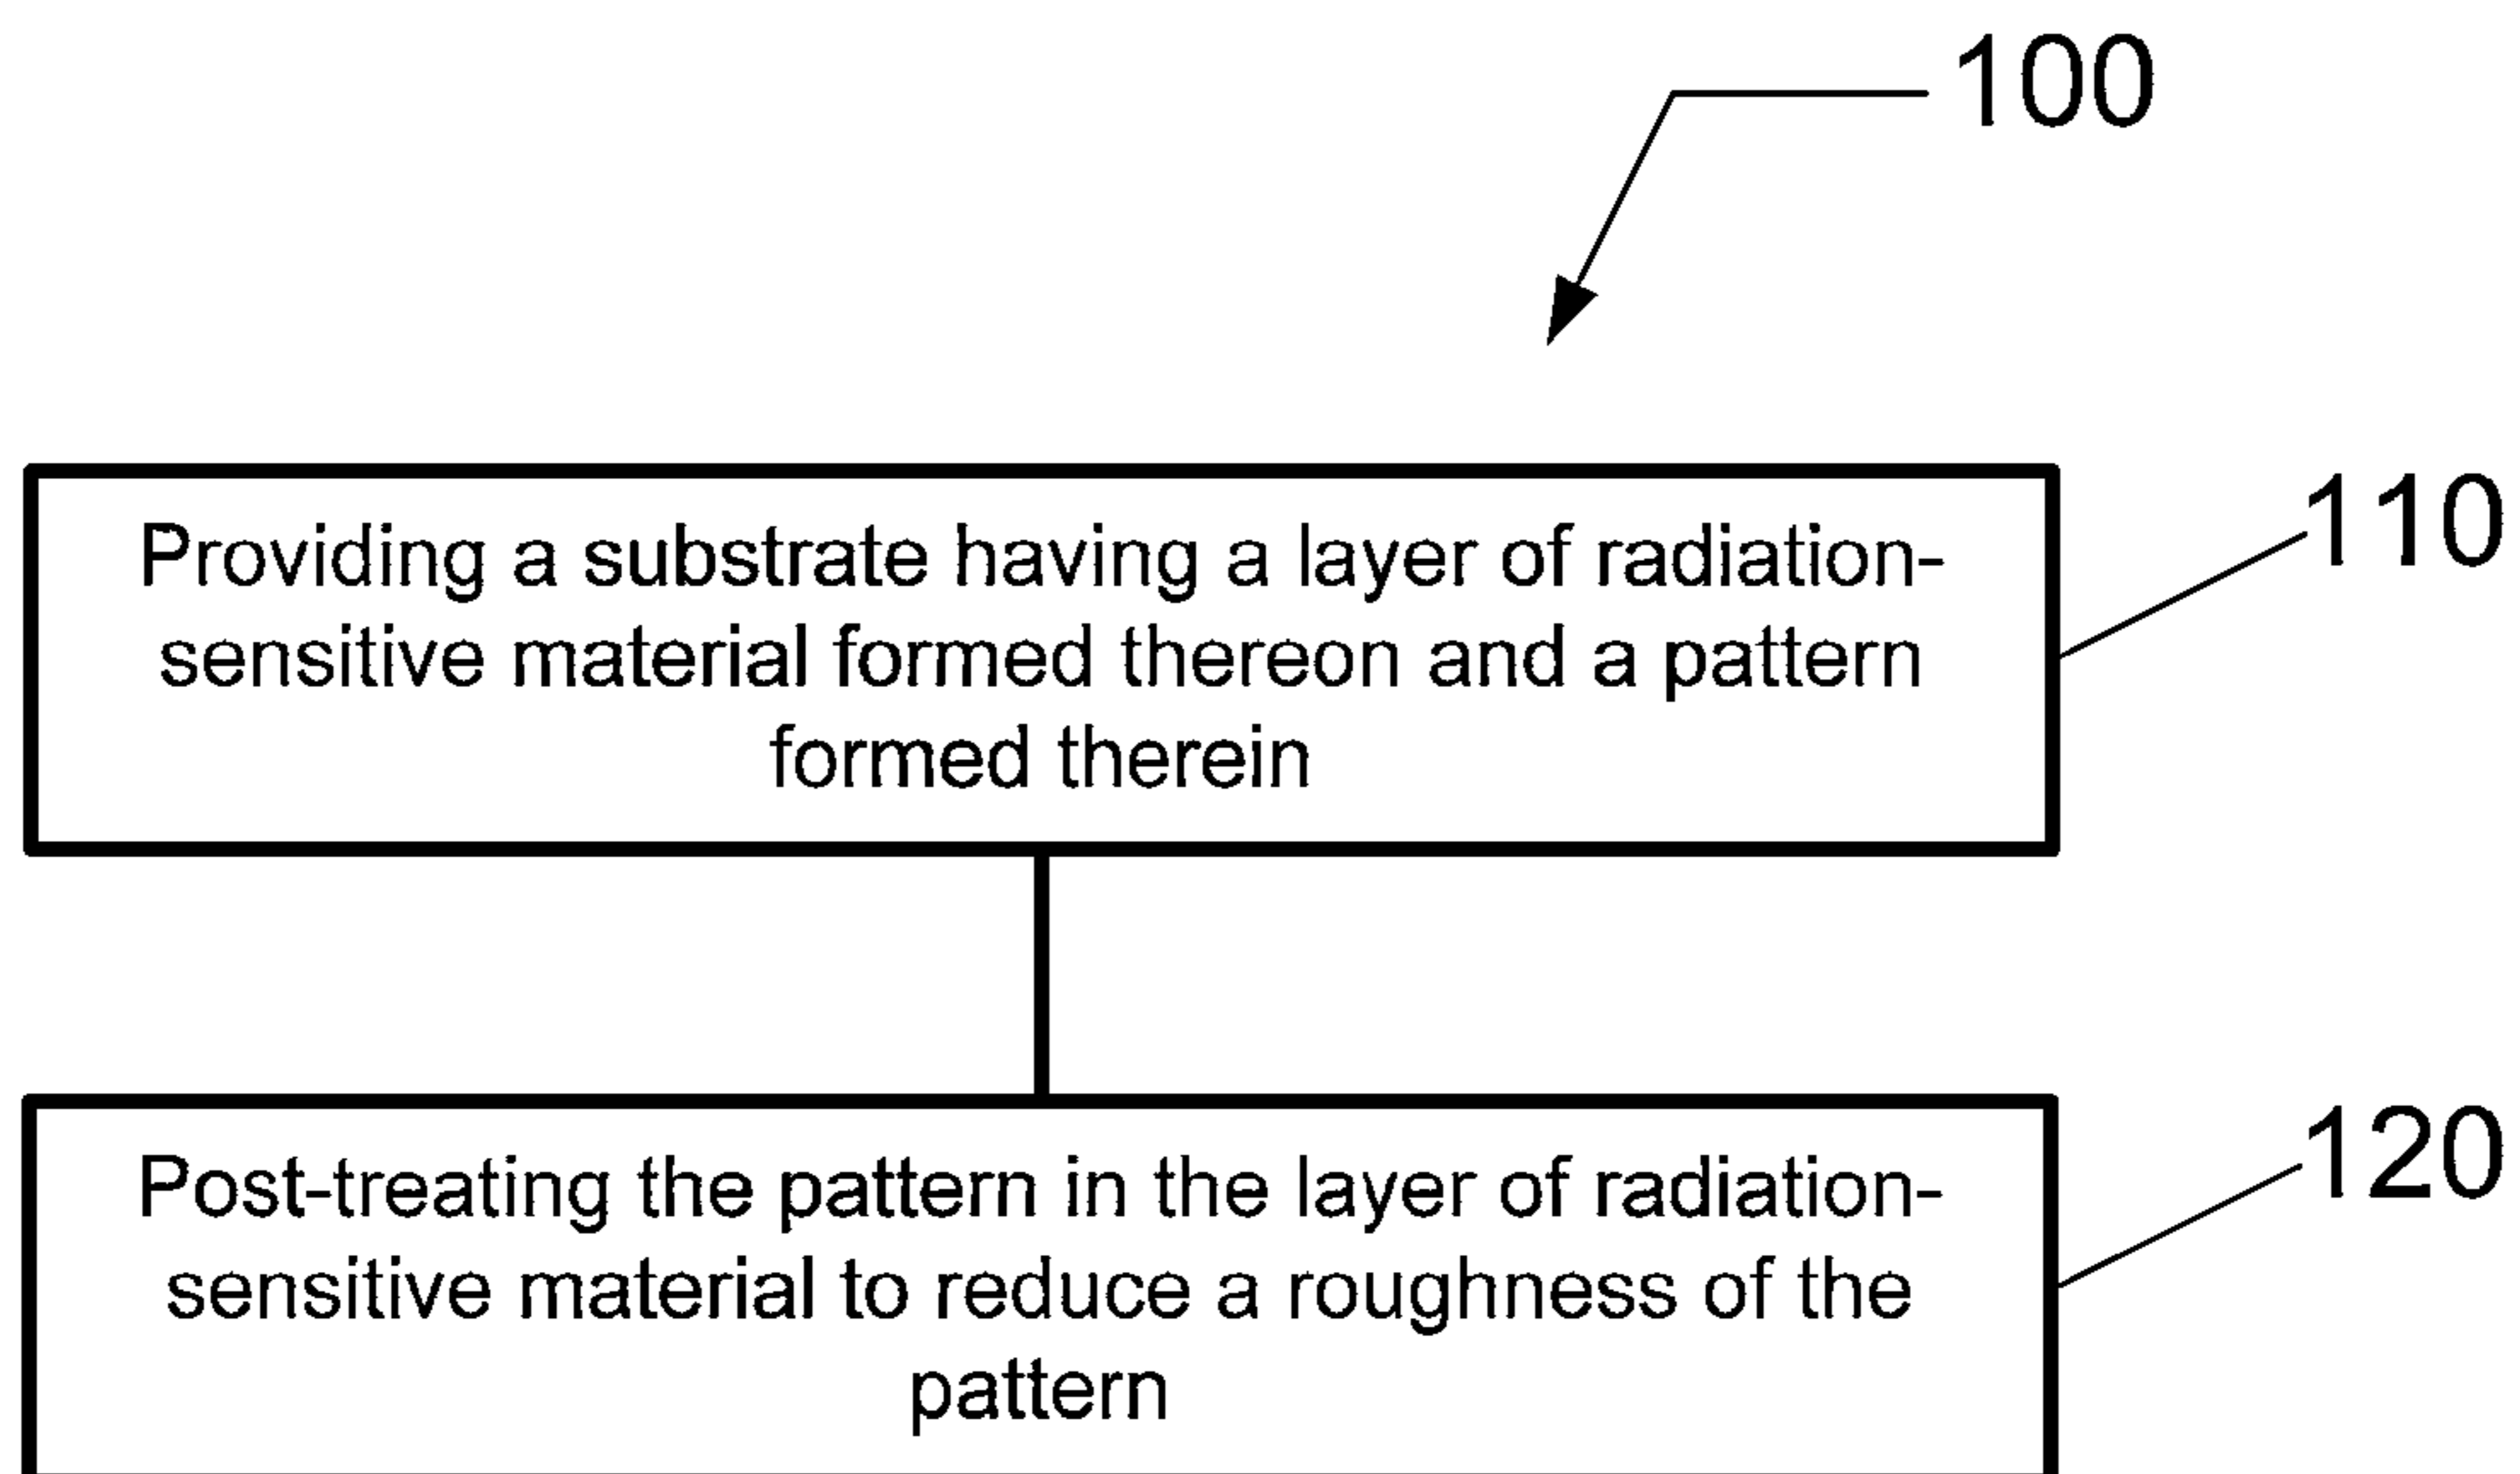 100
Providing a substrate having a layer of radiation-
110
sensitive material formed thereon and a pattern
formed therein
Post-treating the pattern in the layer of radiation-
120
sensitive material to reduce a roughness of the
pattern